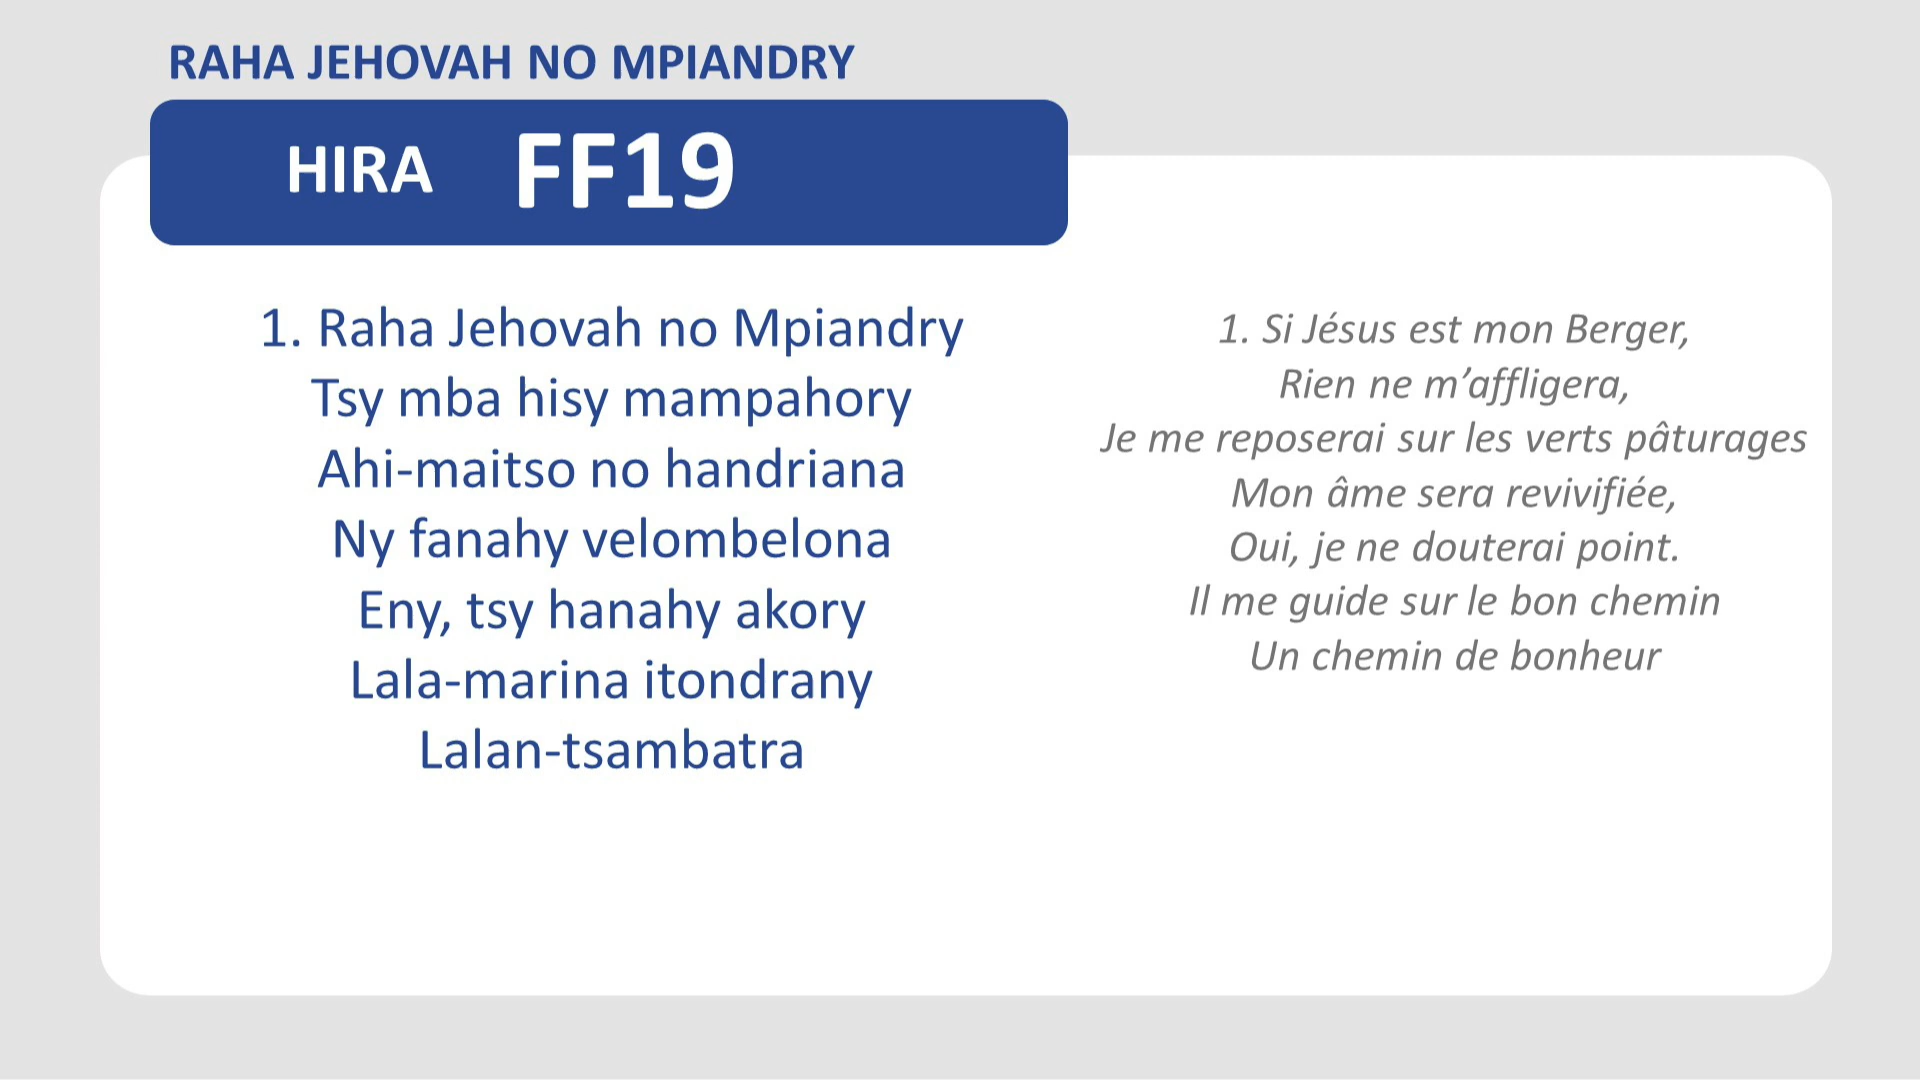 RAHA JEHOVAH NO MPIANDRY
HIRA FF19
1. Raha Jehovah no Mpiandry
Tsy mba hisy mampahory
Ahi-maitso no handriana
Ny fanahy velombelona
Eny, tsy hanahy akory
Lala-marina itondrany
Lalan-tsambatra
1. Si Jésus est mon Berger,
Rien ne m’affligera,
Je me reposerai sur les verts pâturages
Mon âme sera revivifiée,
Oui, je ne douterai point.
Il me guide sur le bon chemin
Un chemin de bonheur